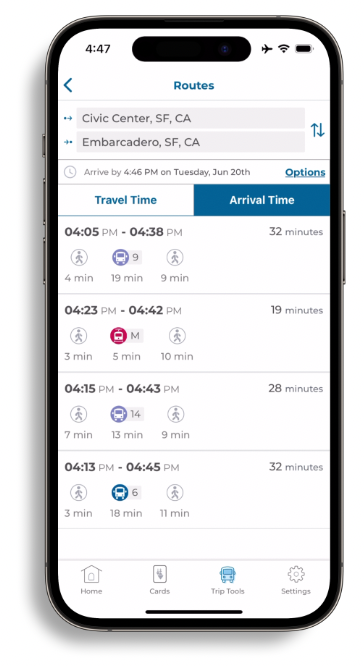 4:47
Routes
Civic Center, SF, CA
Embarcadero, SF, CA
Arrive by 4:46 PM on Tuesday, Jun 20th Options
Travel Time Arrival Time
04:05 PM - 04:38 PM 32 minutes
9
4 min 19 min 9 min
04:23 PM - 04:42 PM 19 minutes
M
3 min 5 min 10 min
04:15 PM - 04:43 PM 28 minutes
14
7 min 13 min 9 min
04:13 PM - 04:45 PM 32 minutes
6
3 min 18 min 11 min
Home Cards Trip Tools Settings